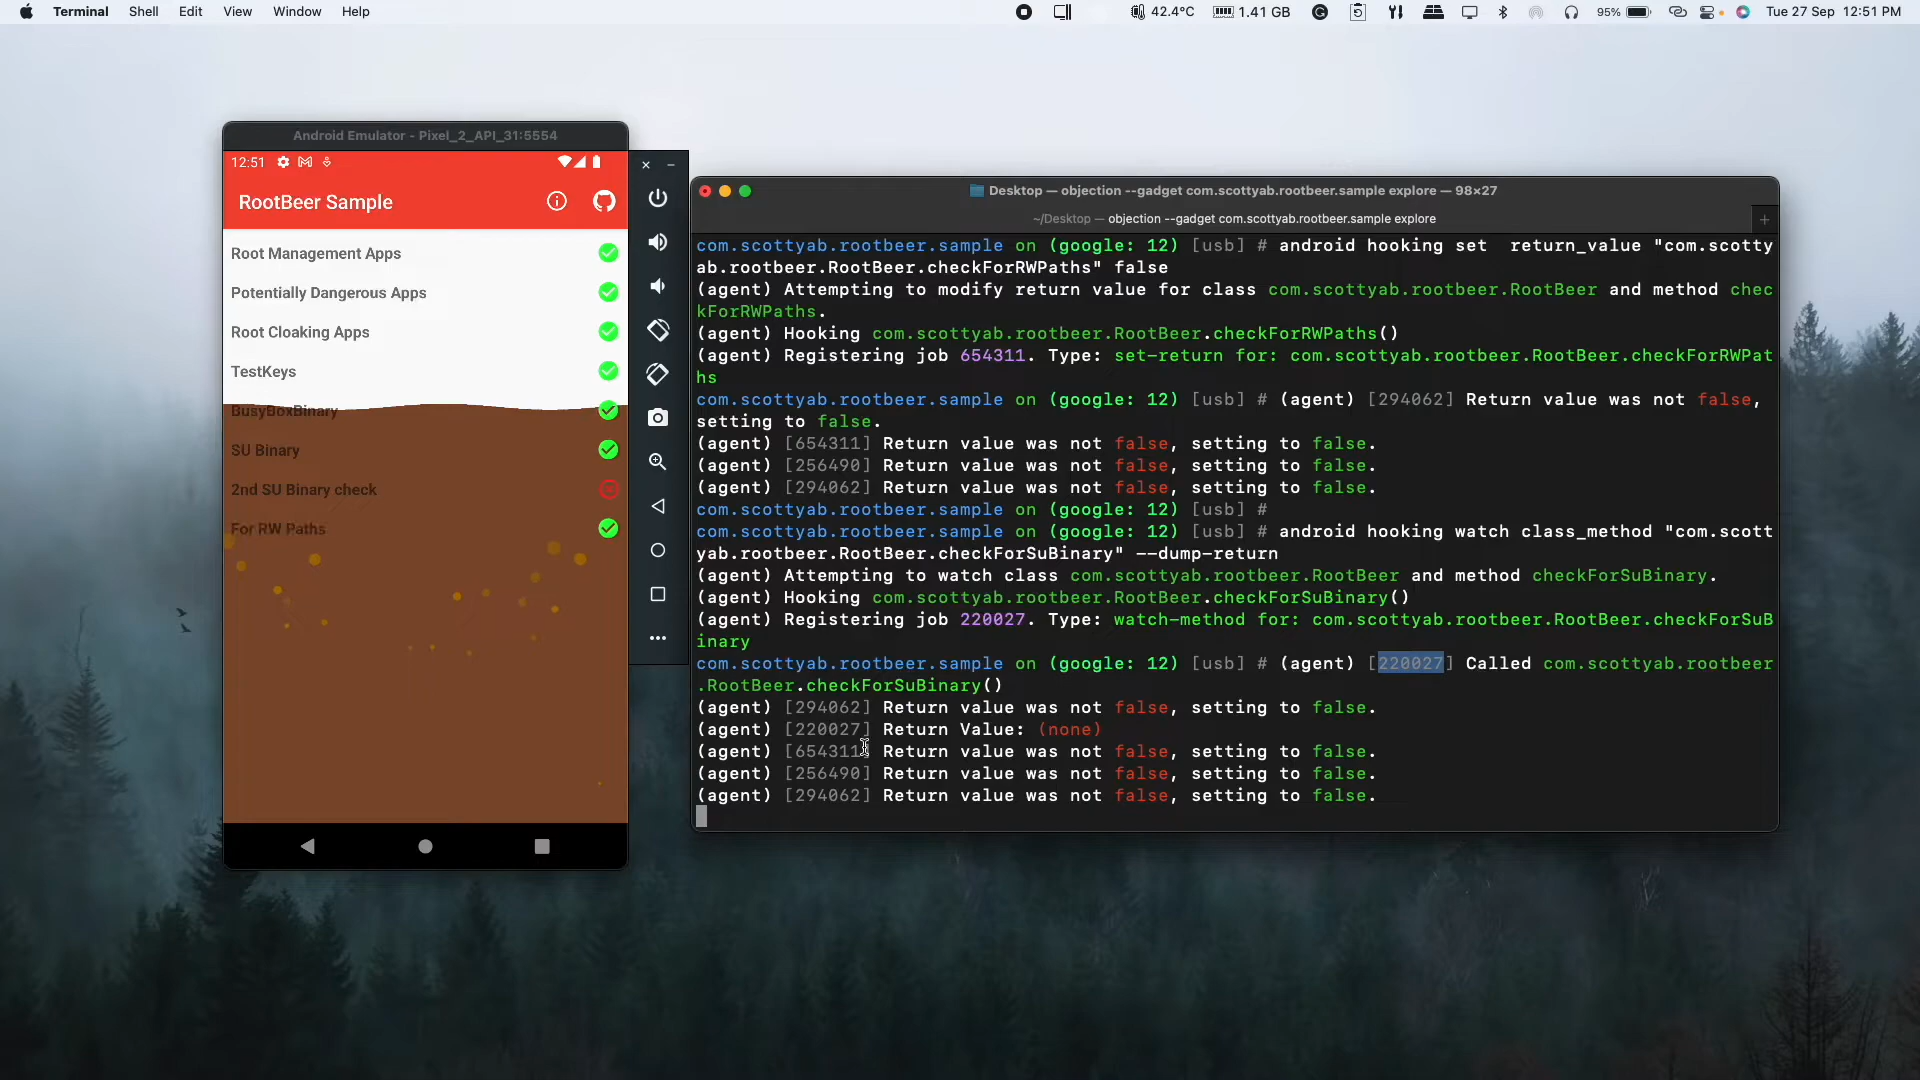 Terminal Shell Edit View Window Help 42.4°C 1.41 GB 95% Tue 27 Sep 12:51 PM
Android Emulator - Pixel_2_API_31:5554
12:51
RootBeer Sample
Root Management Apps
Potentially Dangerous Apps
Root Cloaking Apps
TestKeys
BusyBoxBinary
SU Binary
2nd SU Binary check
For RW Paths
Desktop — objection --gadget com.scottyab.rootbeer.sample explore — 98×27
~/Desktop — objection --gadget com.scottyab.rootbeer.sample explore
com.scottyab.rootbeer.sample on (google: 12) [usb] # android hooking set  return_value "com.scotty
ab.rootbeer.RootBeer.checkForRWPaths" false
(agent) Attempting to modify return value for class com.scottyab.rootbeer.RootBeer and method chec
kForRWPaths.
(agent) Hooking com.scottyab.rootbeer.RootBeer.checkForRWPaths()
(agent) Registering job 654311. Type: set-return for: com.scottyab.rootbeer.RootBeer.checkForRWPat
hs
com.scottyab.rootbeer.sample on (google: 12) [usb] # (agent) [294062] Return value was not false,
setting to false.
(agent) [654311] Return value was not false, setting to false.
(agent) [256490] Return value was not false, setting to false.
(agent) [294062] Return value was not false, setting to false.
com.scottyab.rootbeer.sample on (google: 12) [usb] #
com.scottyab.rootbeer.sample on (google: 12) [usb] # android hooking watch class_method "com.scott
yab.rootbeer.RootBeer.checkForSuBinary" --dump-return
(agent) Attempting to watch class com.scottyab.rootbeer.RootBeer and method checkForSuBinary.
(agent) Hooking com.scottyab.rootbeer.RootBeer.checkForSuBinary()
(agent) Registering job 220027. Type: watch-method for: com.scottyab.rootbeer.RootBeer.checkForSuB
inary
com.scottyab.rootbeer.sample on (google: 12) [usb] # (agent) [220027] Called com.scottyab.rootbeer
.RootBeer.checkForSuBinary()
(agent) [294062] Return value was not false, setting to false.
(agent) [220027] Return Value: (none)
(agent) [654311] Return value was not false, setting to false.
(agent) [256490] Return value was not false, setting to false.
(agent) [294062] Return value was not false, setting to false.